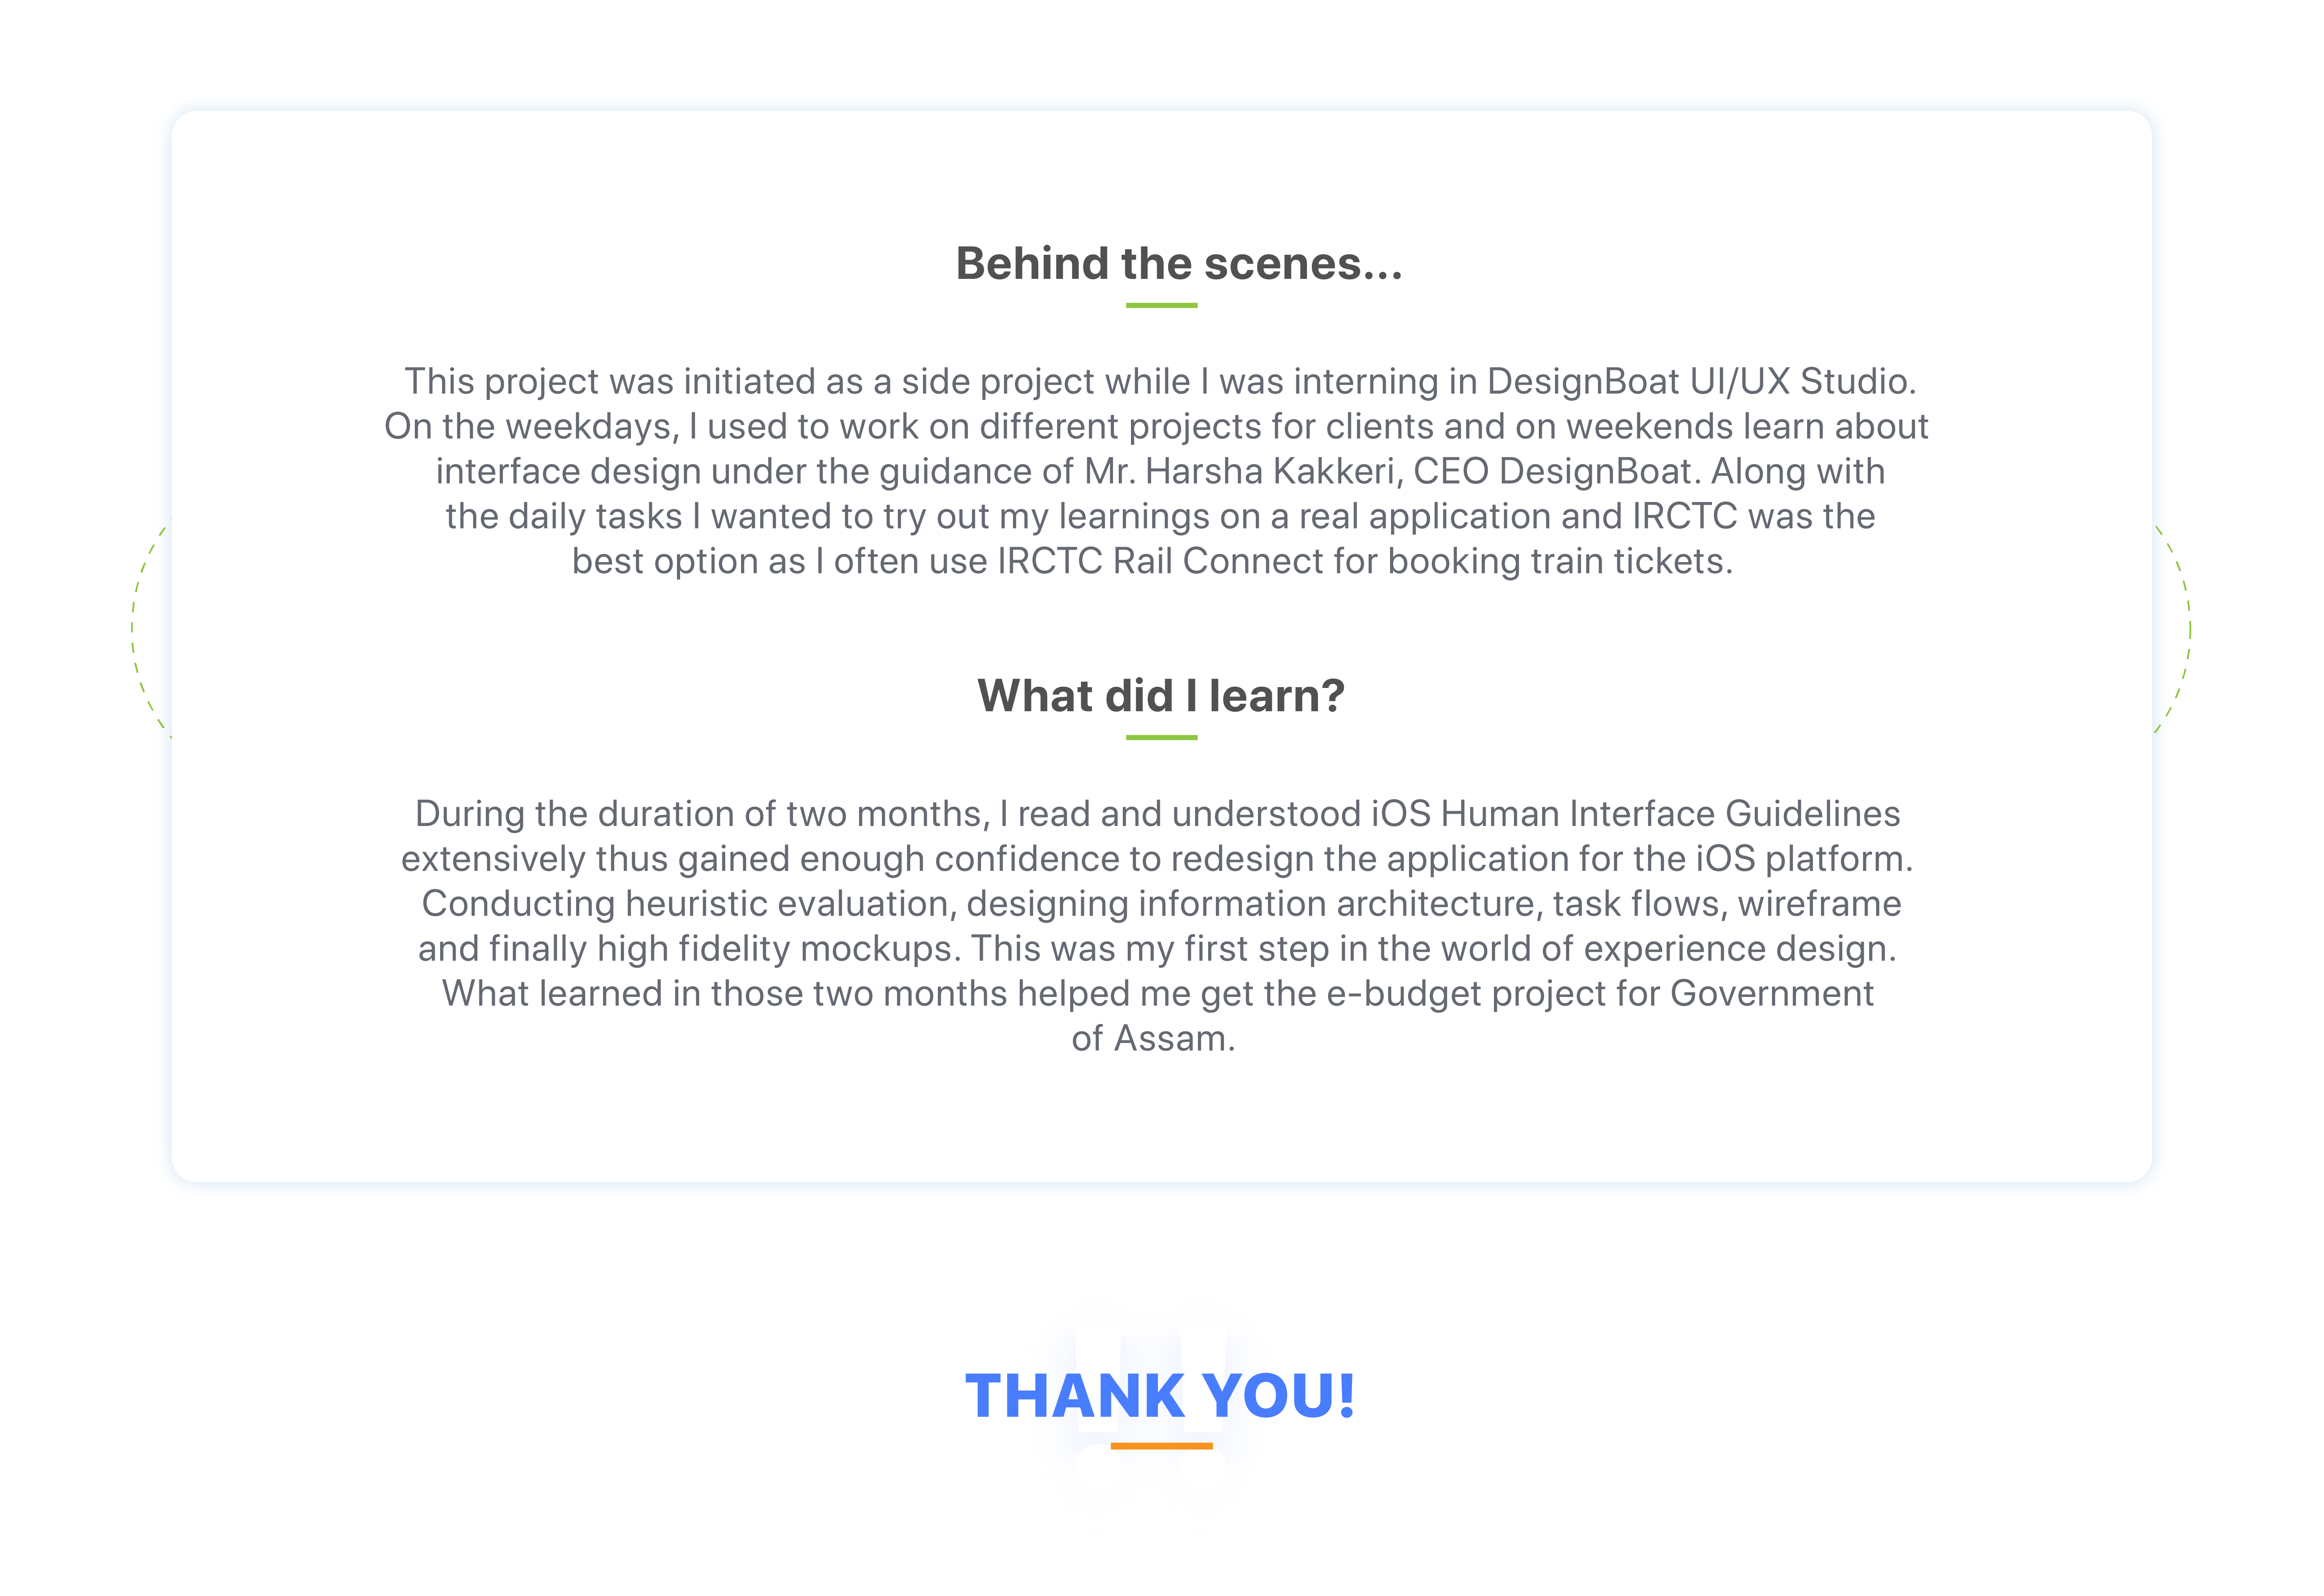 Behind the scenes...
This project was initiated as a side project while I was interning in DesignBoat UI/UX Studio.
On the weekdays, I used to work on different projects for clients and on weekends learn about
interface design under the guidance of Mr. Harsha Kakkeri, CEO DesignBoat. Along with
the daily tasks I wanted to try out my learnings on a real application and IRCTC was the
best option as I often use IRCTC Rail Connect for booking train tickets.
What did I learn?
During the duration of two months, I read and understood iOS Human Interface Guidelines
extensively thus gained enough confidence to redesign the application for the iOS platform.
Conducting heuristic evaluation, designing information architecture, task flows, wireframe
and finally high fidelity mockups. This was my first step in the world of experience design.
What learned in those two months helped me get the e-budget project for Government
of Assam.
!!
THANK YOU!